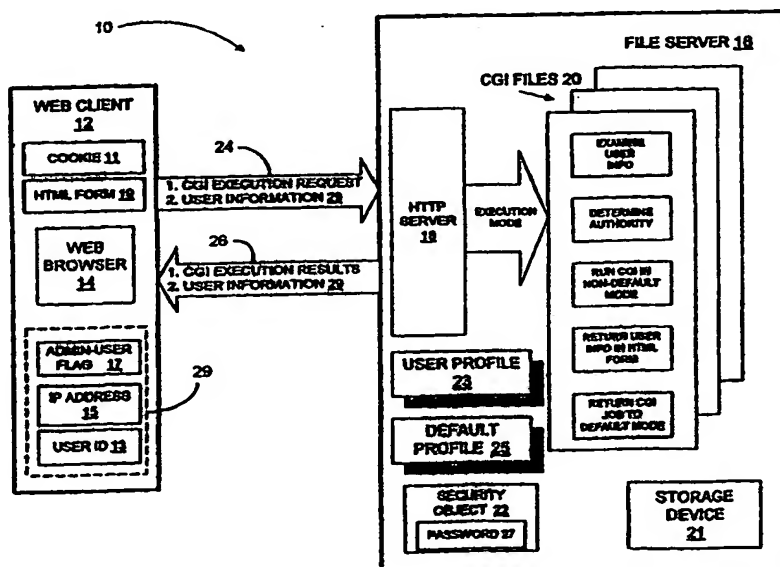 10
WEB CLIENT
12
COOKIE 11
HTML FORM 19
WEB
BROWSER
14
ADMIN-USER
FLAG 17
IP ADDRESS
15
USER ID 13
29
24
1. CGI EXECUTION REQUEST
2. USER INFORMATION 29
26
1. CGI EXECUTION RESULTS
2. USER INFORMATION 29
FILE SERVER 16
CGI FILES 20
HTTP
SERVER
18
EXECUTION
MODE
EXAMINE
USER
INFO
DETERMINE
AUTHORITY
RUN CGI IN
NON-DEFAULT
MODE
RETURN USER
INFO IN HTML
FORM
RETURN CGI
JOB TO
DEFAULT MODE
USER PROFILE
23
DEFAULT
PROFILE 25
SECURITY
OBJECT 22
PASSWORD 27
STORAGE
DEVICE
21